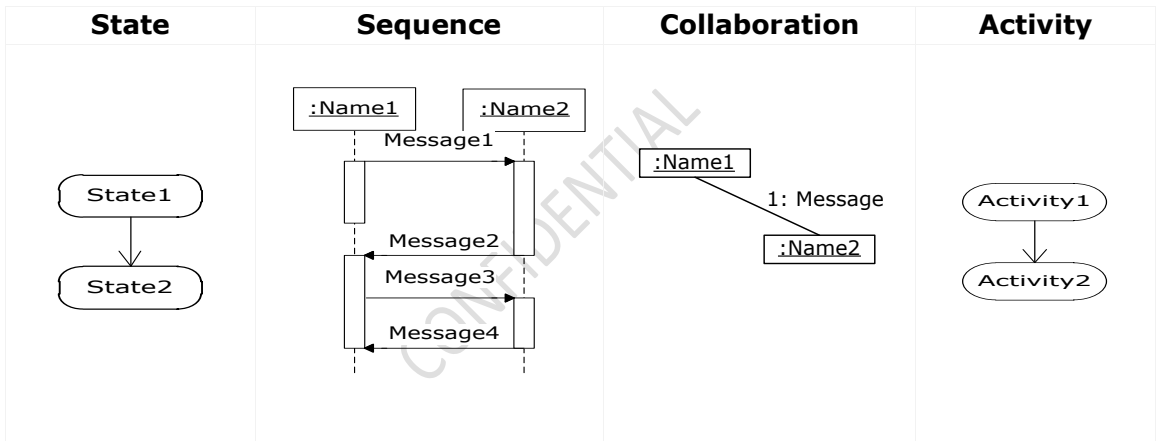 State
Sequence
Collaboration
Activity
:Name1
:Name2
Message1
Message2
Message3
Message4
State1
State2
:Name1
1: Message
:Name2
Activity1
Activity2
CONFIDENTIAL